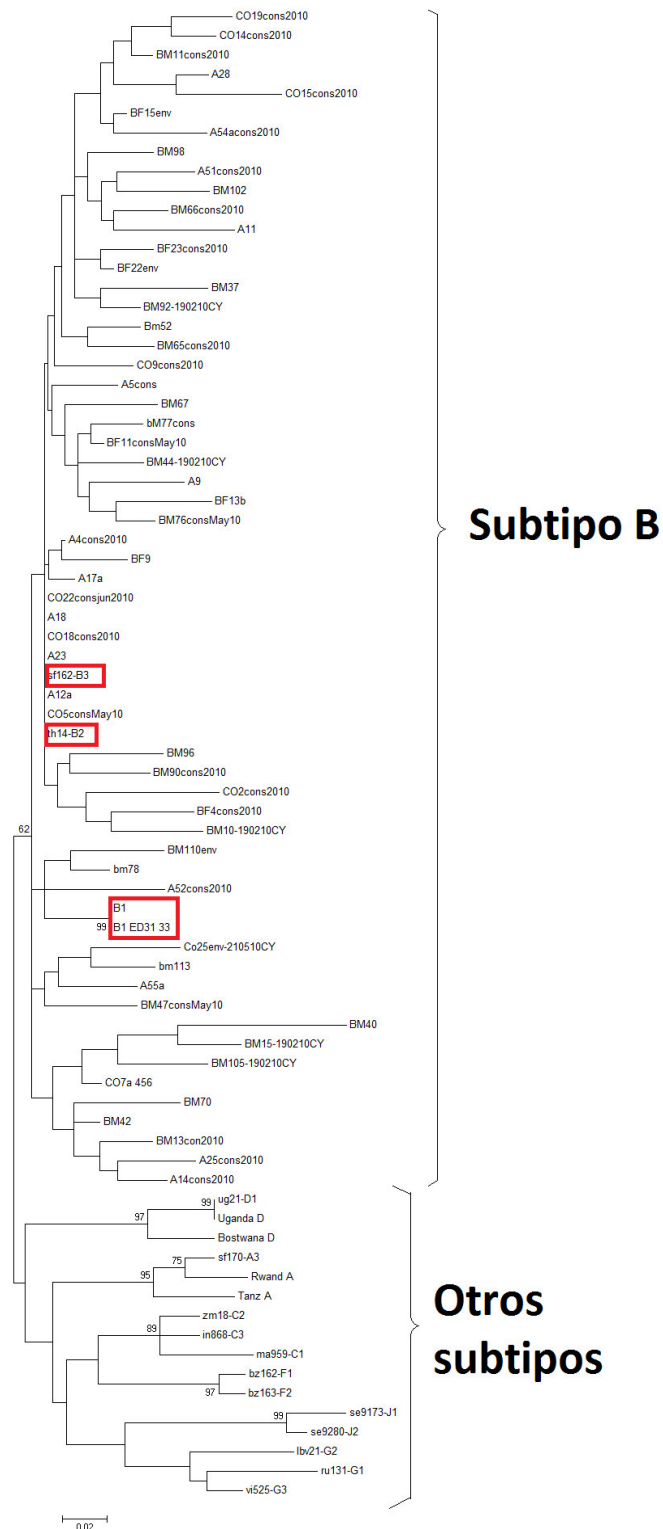 CO19cons2010
CO14cons2010
BM11cons2010
A28
CO15cons2010
BF15env
A54acons2010
BM98
A51cons2010
BM102
BM66cons2010
A11
BF23cons2010
BF22env
BM37
BM92-190210CY
Bm52
BM65cons2010
CO9cons2010
A5cons
BM67
bM77cons
BF11consMay10
BM44-190210CY
A9
BF13b
BM76consMay10
Subtipo B
A4cons2010
BF9
A17a
CO22consjun2010
A18
CO18cons2010
A23
sf162-B3
A12a
CO5consMay10
th14-B2
BM96
BM90cons2010
CO2cons2010
BF4cons2010
BM10-190210CY
62
BM110env
bm78
A52cons2010
B1
99 B1 ED31 33
Co25env-210510CY
bm113
A55a
BM47consMay10
BM40
BM15-190210CY
BM105-190210CY
CO7a 456
BM70
BM42
BM13con2010
A25cons2010
A14cons2010
99 ug21-D1
97 Uganda D
Bostwana D
75 sf170-A3
95 Rwand A
Tanz A
Otros
subtipos
zm18-C2
89 in868-C3
ma959-C1
bz162-F1
97 bz163-F2
se9173-J1
99 se9280-J2
lbv21-G2
ru131-G1
vi525-G3
0.02